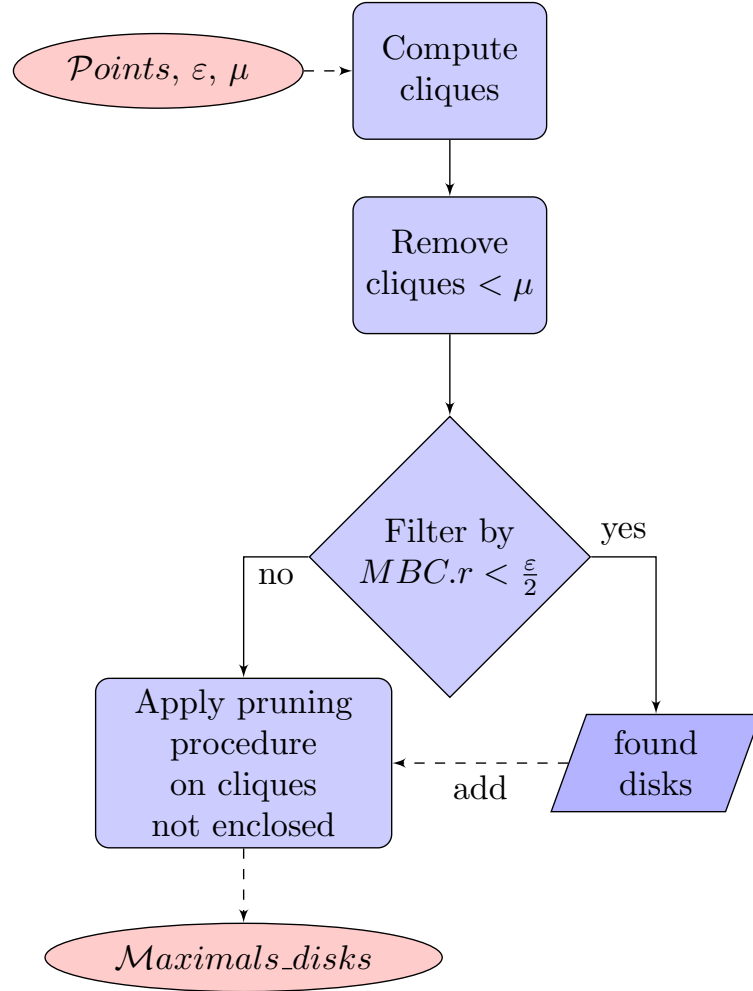 𝒫oints, ε, μ
Compute
cliques
Remove
cliques < μ
Filter by
MBC.r < ε/2
yes
no
Apply pruning
procedure
on cliques
not enclosed
found
disks
add
ℳaximals_disks